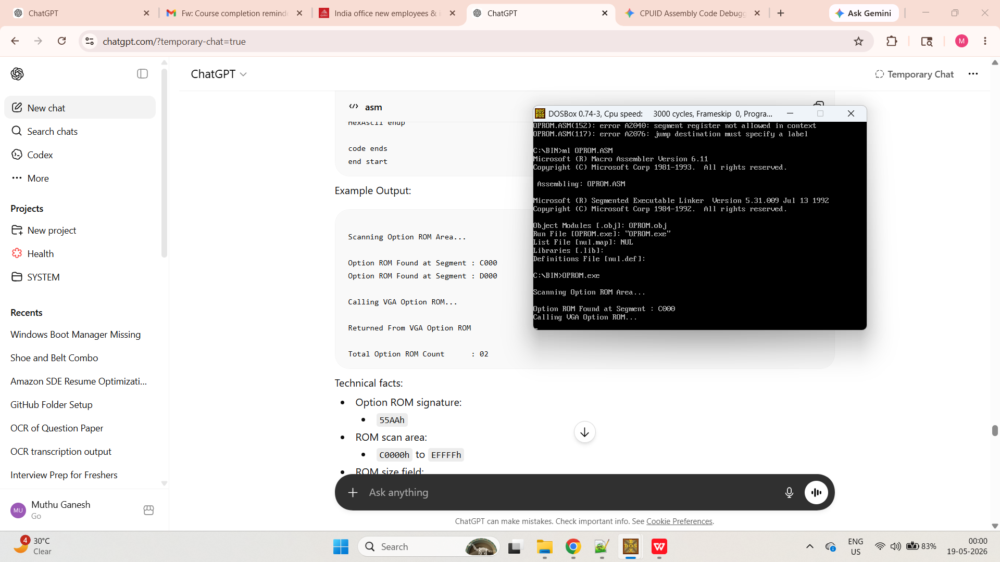 ChatGPT
Fw: Course completion reminde
India office new employees & i
ChatGPT
CPUID Assembly Code Debugg
Ask Gemini
chatgpt.com/?temporary-chat=true
M
ChatGPT
Temporary Chat
New chat
Search chats
Codex
More
Projects
New project
Health
SYSTEM
Recents
Windows Boot Manager Missing
Shoe and Belt Combo
Amazon SDE Resume Optimizati...
GitHub Folder Setup
OCR of Question Paper
OCR transcription output
Interview Prep for Freshers
MU
Muthu Ganesh
Go
asm
HexAscii endp
code ends
end start
Example Output:
Scanning Option ROM Area...
Option ROM Found at Segment : C000
Option ROM Found at Segment : D000
Calling VGA Option ROM...
Returned From VGA Option ROM
Total Option ROM Count      : 02
Technical facts:
• Option ROM signature:
• 55AAh
• ROM scan area:
• C0000h to EFFFFh
• ROM size field:
DOSBox 0.74-3, Cpu speed:    3000 cycles, Frameskip  0, Progra...
OPROM.ASM(152): error A2040: segment register not allowed in context
OPROM.ASM(117): error A2076: jump destination must specify a label
C:\BIN>ml OPROM.ASM
Microsoft (R) Macro Assembler Version 6.11
Copyright (C) Microsoft Corp 1981-1993.  All rights reserved.
Assembling: OPROM.ASM
Microsoft (R) Segmented Executable Linker  Version 5.31.009 Jul 13 1992
Copyright (C) Microsoft Corp 1984-1992.  All rights reserved.
Object Modules [.obj]: OPROM.obj
Run File [OPROM.exe]: "OPROM.exe"
List File [nul.map]: NUL
Libraries [.lib]:
Definitions File [nul.def]:
C:\BIN>OPROM.exe
Scanning Option ROM Area...
Option ROM Found at Segment : C000
Calling VGA Option ROM...
Ask anything
ChatGPT can make mistakes. Check important info. See Cookie Preferences.
4
30°C
Clear
Search
DOS
BOX
W
ENG
US
83%
00:00
19-05-2026